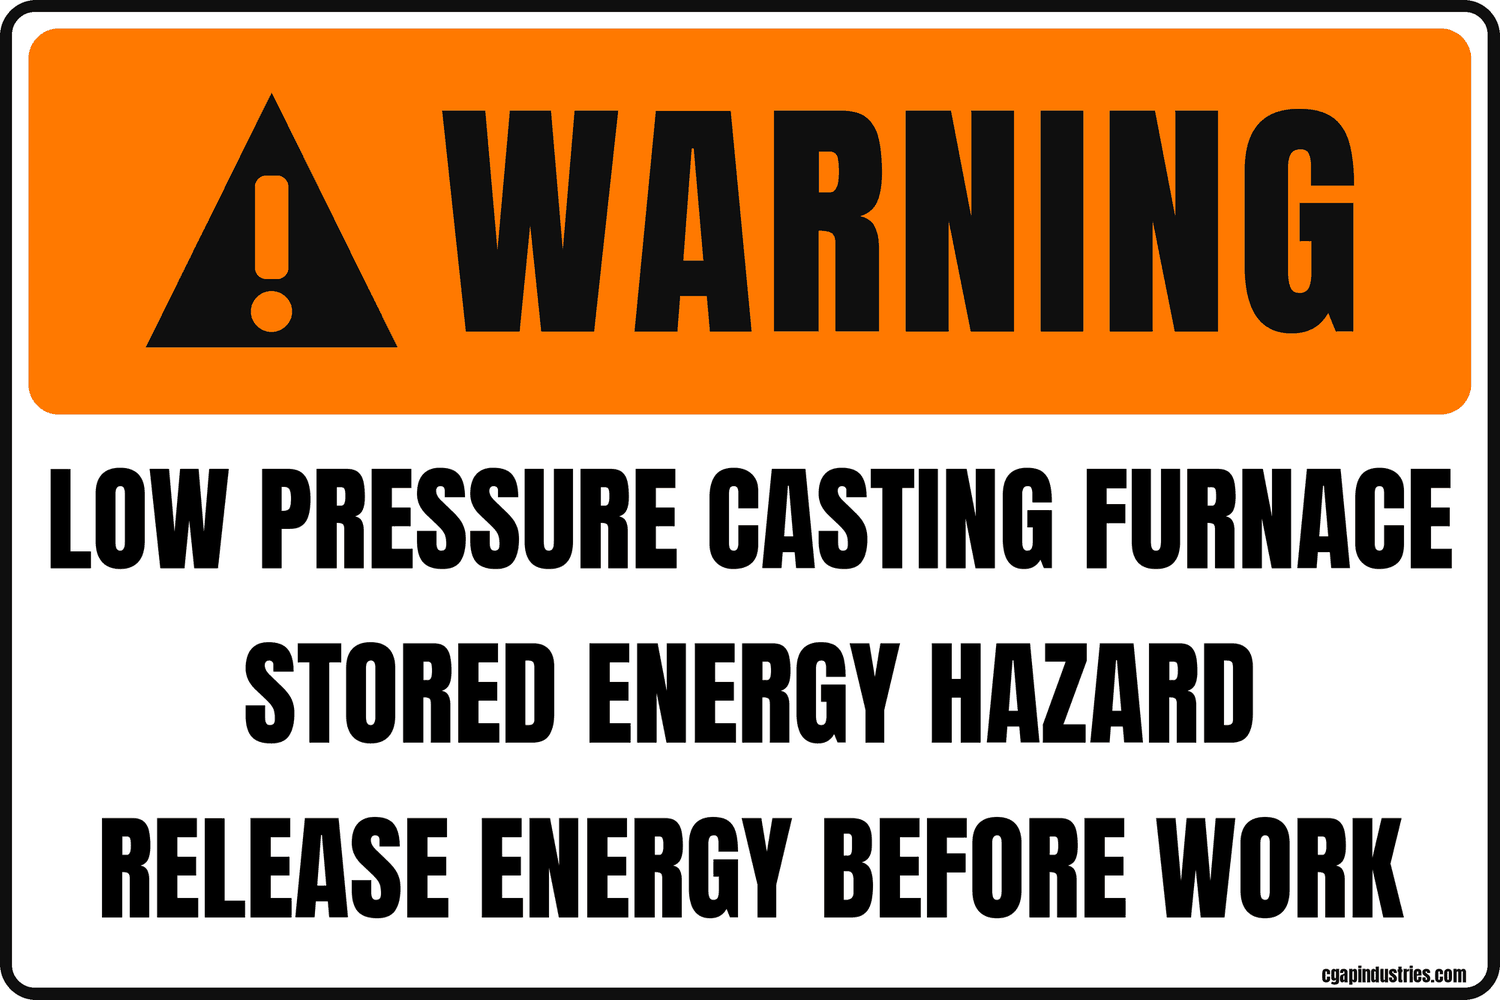 WARNING
LOW PRESSURE CASTING FURNACE
STORED ENERGY HAZARD
RELEASE ENERGY BEFORE WORK
cgapindustries.com